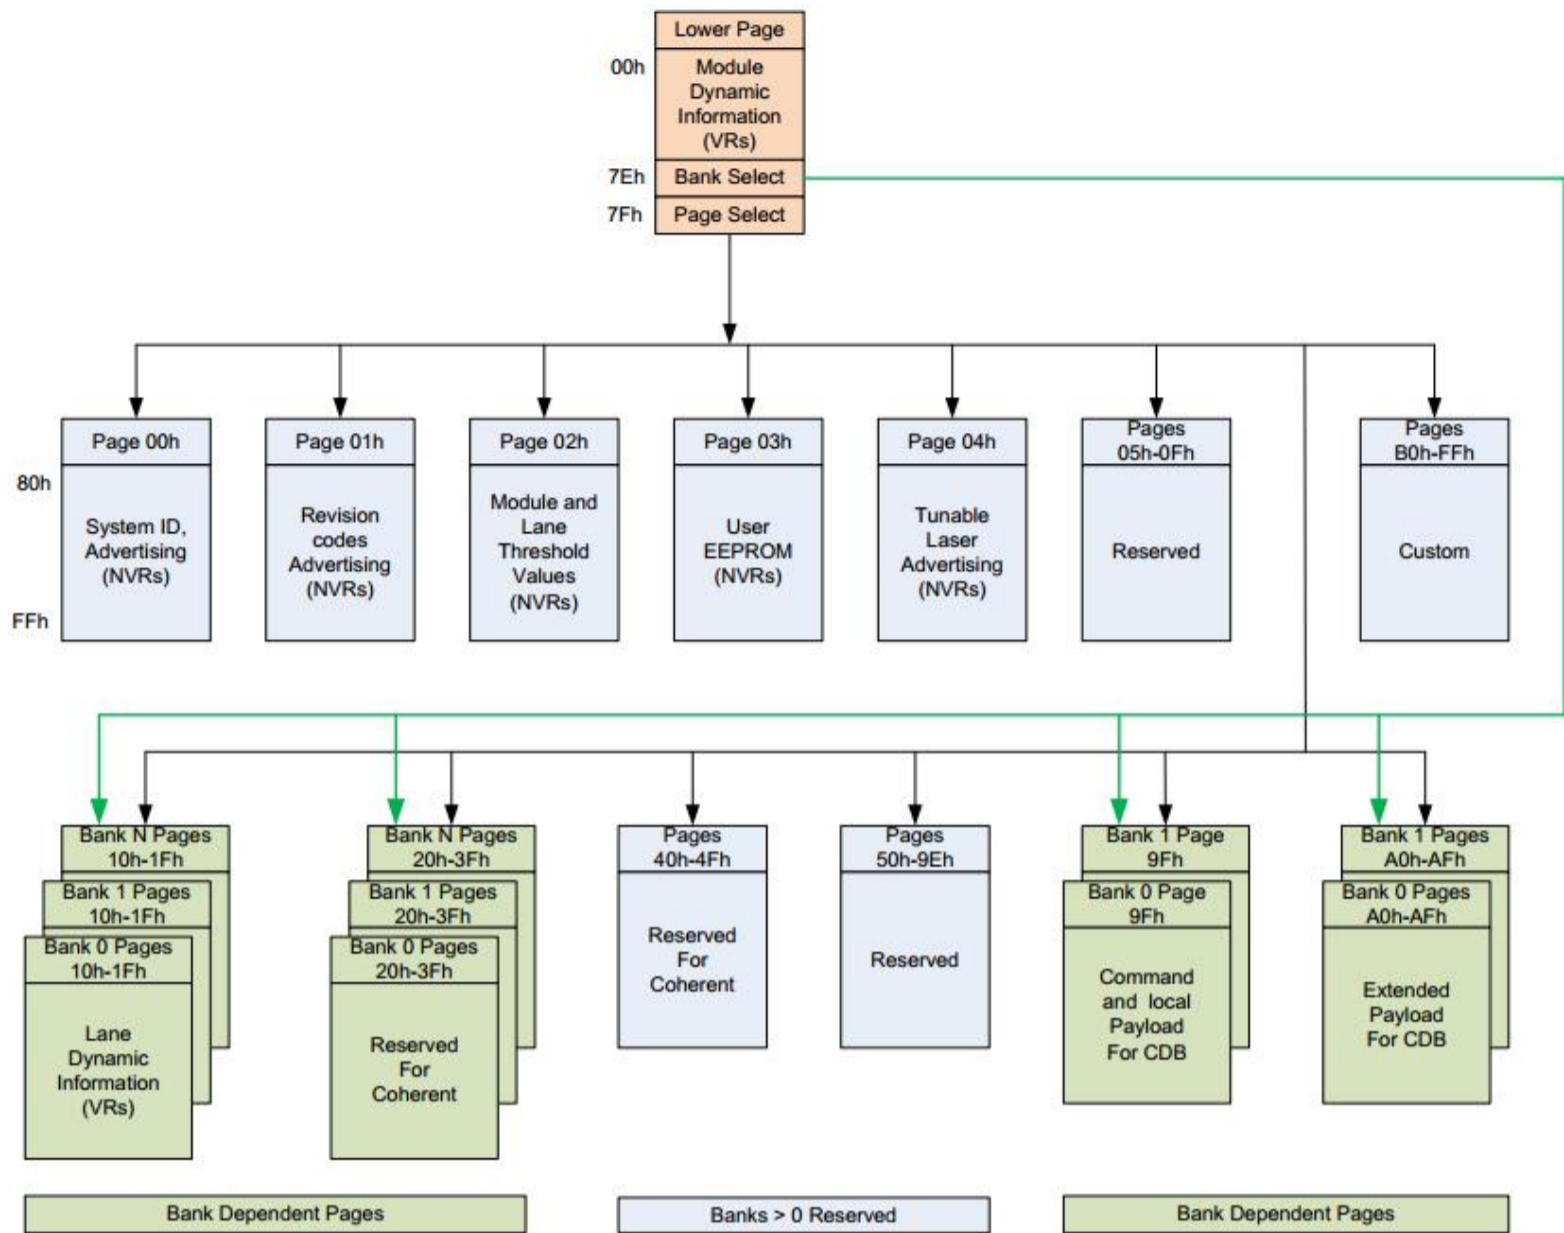 Lower Page
00h
Module
Dynamic
Information
(VRs)
7Eh
Bank Select
7Fh
Page Select
Page 00h
Page 01h
Page 02h
Page 03h
Page 04h
Pages
05h-0Fh
Pages
B0h-FFh
80h
FFh
System ID,
Advertising
(NVRs)
Revision
codes
Advertising
(NVRs)
Module and
Lane
Threshold
Values
(NVRs)
User
EEPROM
(NVRs)
Tunable
Laser
Advertising
(NVRs)
Reserved
Custom
Bank N Pages
10h-1Fh
Bank 1 Pages
10h-1Fh
Bank 0 Pages
10h-1Fh
Lane
Dynamic
Information
(VRs)
Bank N Pages
20h-3Fh
Bank 1 Pages
20h-3Fh
Bank 0 Pages
20h-3Fh
Reserved
For
Coherent
Pages
40h-4Fh
Reserved
For
Coherent
Pages
50h-9Eh
Reserved
Bank 1 Page
9Fh
Bank 0 Page
9Fh
Command
and local
Payload
For CDB
Bank 1 Pages
A0h-AFh
Bank 0 Pages
A0h-AFh
Extended
Payload
For CDB
Bank Dependent Pages
Banks > 0 Reserved
Bank Dependent Pages